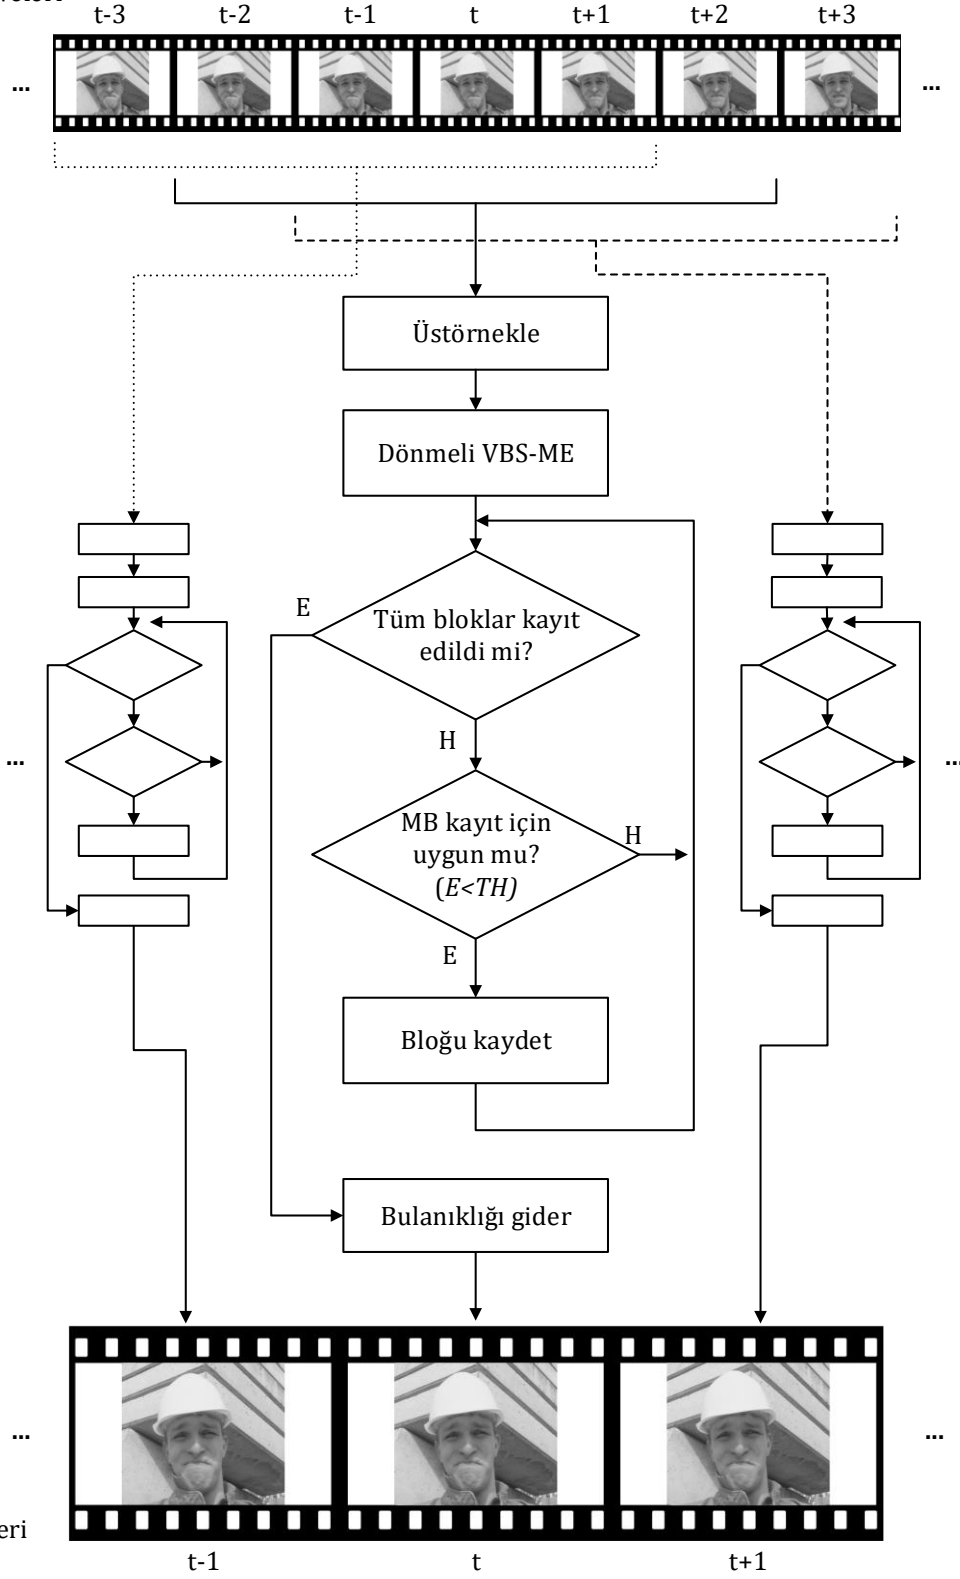 t-3 t-2 t-1 t t+1 t+2 t+3
... ...
Üstörnekle
Dönmeli VBS-ME
E
Tüm bloklar kayıt
edildi mi?
H
... ...
MB kayıt için
uygun mu?
(E<TH)
H
E
Bloğu kaydet
Bulanıklığı gider
... ...
eri
t-1 t t+1